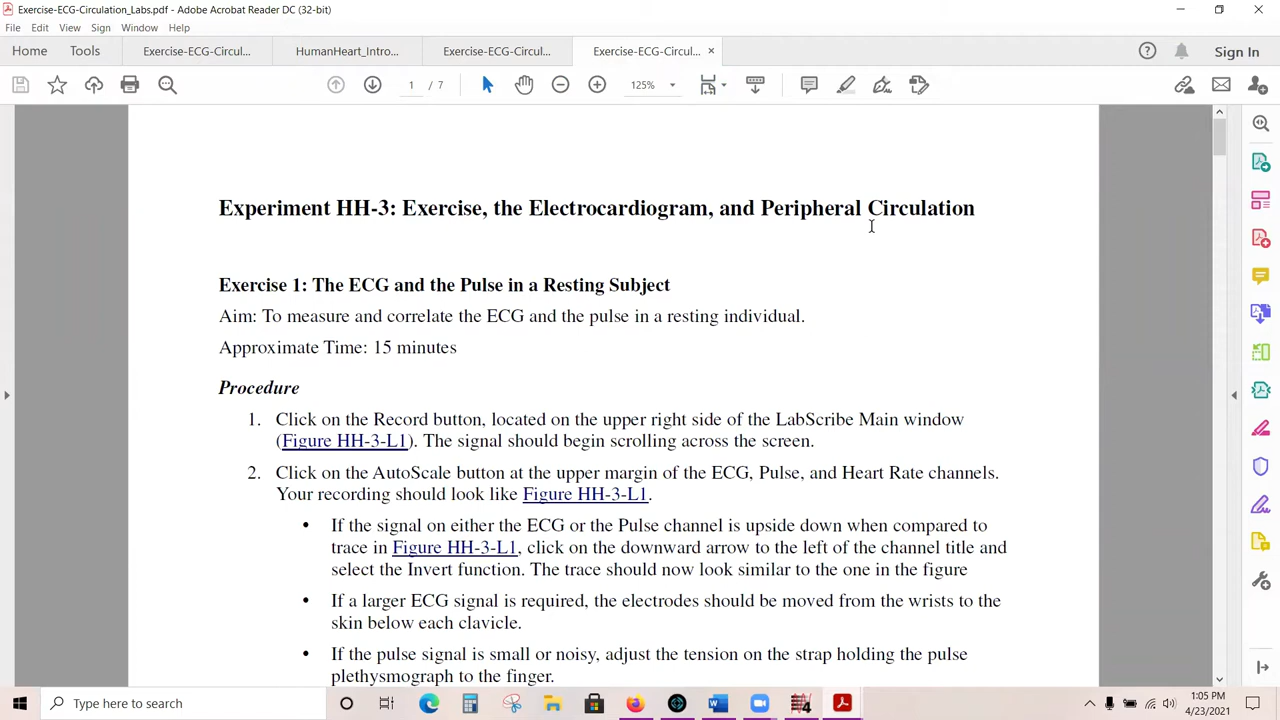 Exercise-ECG-Circulation_Labs.pdf - Adobe Acrobat Reader DC (32-bit)
File Edit View Sign Window Help
Home Tools Exercise-ECG-Circul... HumanHeart_Intro... Exercise-ECG-Circul... Exercise-ECG-Circul... × Sign In
1 / 7 125%
Experiment HH-3: Exercise, the Electrocardiogram, and Peripheral Circulation
Exercise 1: The ECG and the Pulse in a Resting Subject
Aim: To measure and correlate the ECG and the pulse in a resting individual.
Approximate Time: 15 minutes
Procedure
1. Click on the Record button, located on the upper right side of the LabScribe Main window
(Figure HH-3-L1). The signal should begin scrolling across the screen.
2. Click on the AutoScale button at the upper margin of the ECG, Pulse, and Heart Rate channels.
Your recording should look like Figure HH-3-L1.
• If the signal on either the ECG or the Pulse channel is upside down when compared to
trace in Figure HH-3-L1, click on the downward arrow to the left of the channel title and
select the Invert function. The trace should now look similar to the one in the figure
• If a larger ECG signal is required, the electrodes should be moved from the wrists to the
skin below each clavicle.
• If the pulse signal is small or noisy, adjust the tension on the strap holding the pulse
plethysmograph to the finger.
Type here to search
1:05 PM
4/23/2021